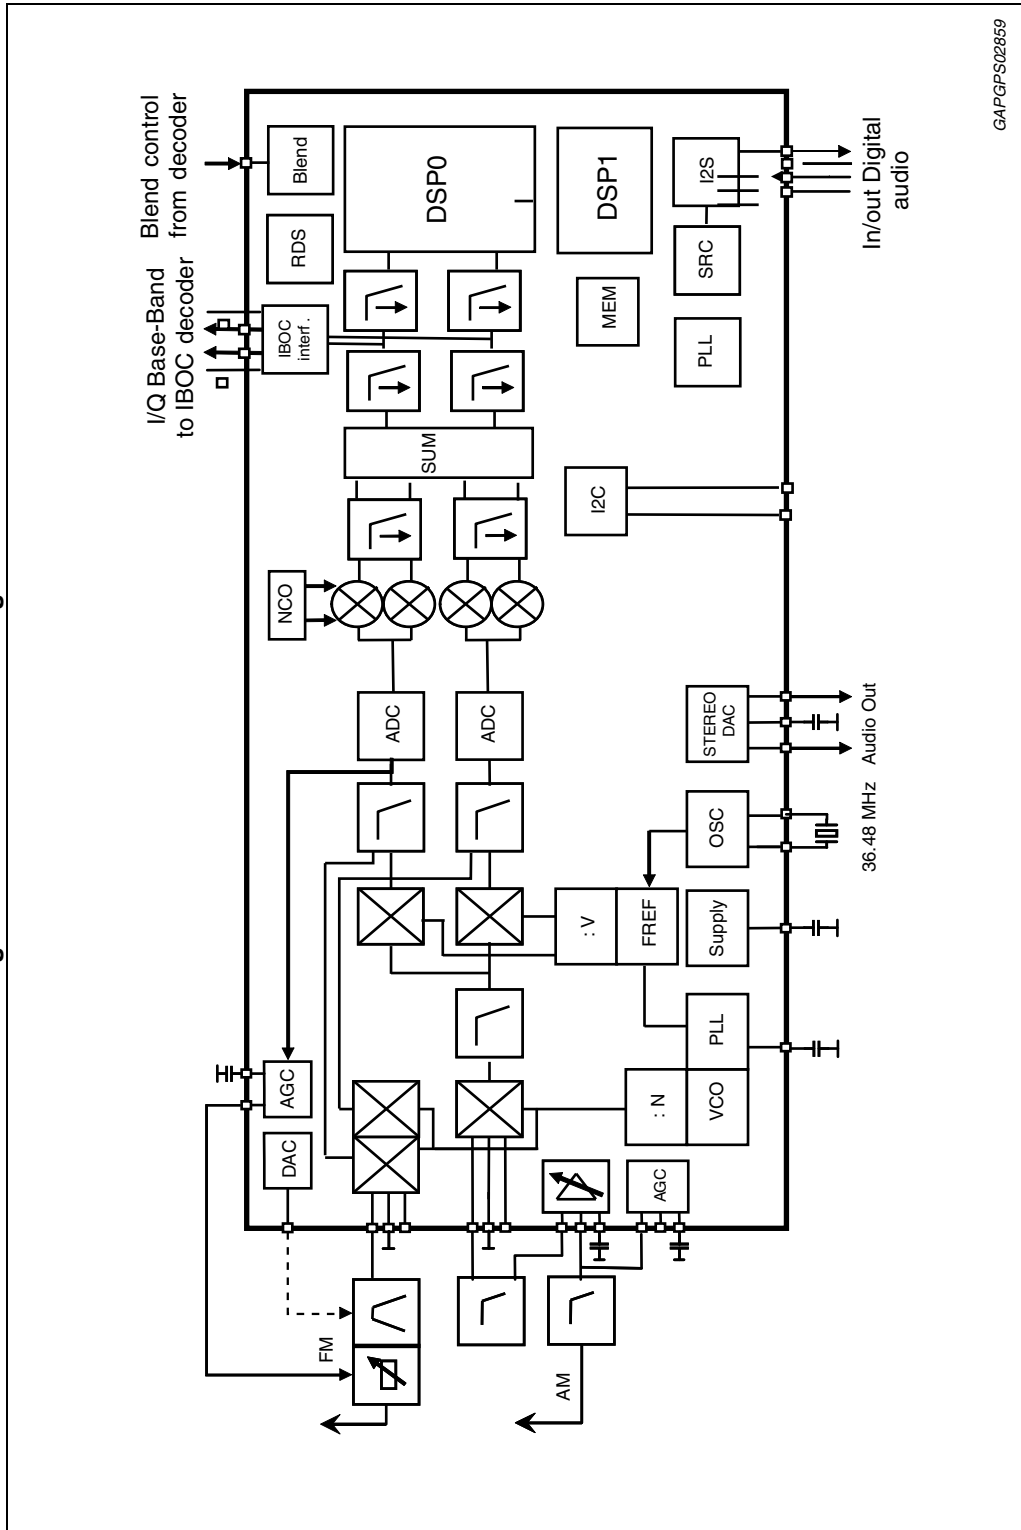 GAPGPS02859
Blend control
from decoder
I/Q Base-Band
to IBOC decoder
Blend
RDS
IBOC
interf.
DSP0
DSP1
I2S
SRC
MEM
PLL
In/out Digital
audio
SUM
I2C
NCO
ADC
ADC
STEREO
DAC
Audio Out
OSC
36.48 MHz
: V
FREF
Supply
PLL
: N
VCO
AGC
DAC
AGC
FM
AM